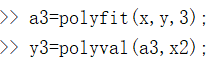 >> a3=polyfit(x,y,3);
>> y3=polyval(a3,x2);